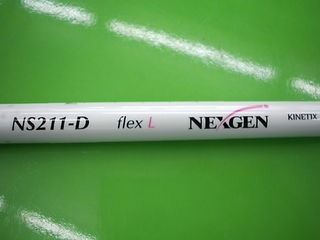 NS211-D flex L NEXGEN KINETIX